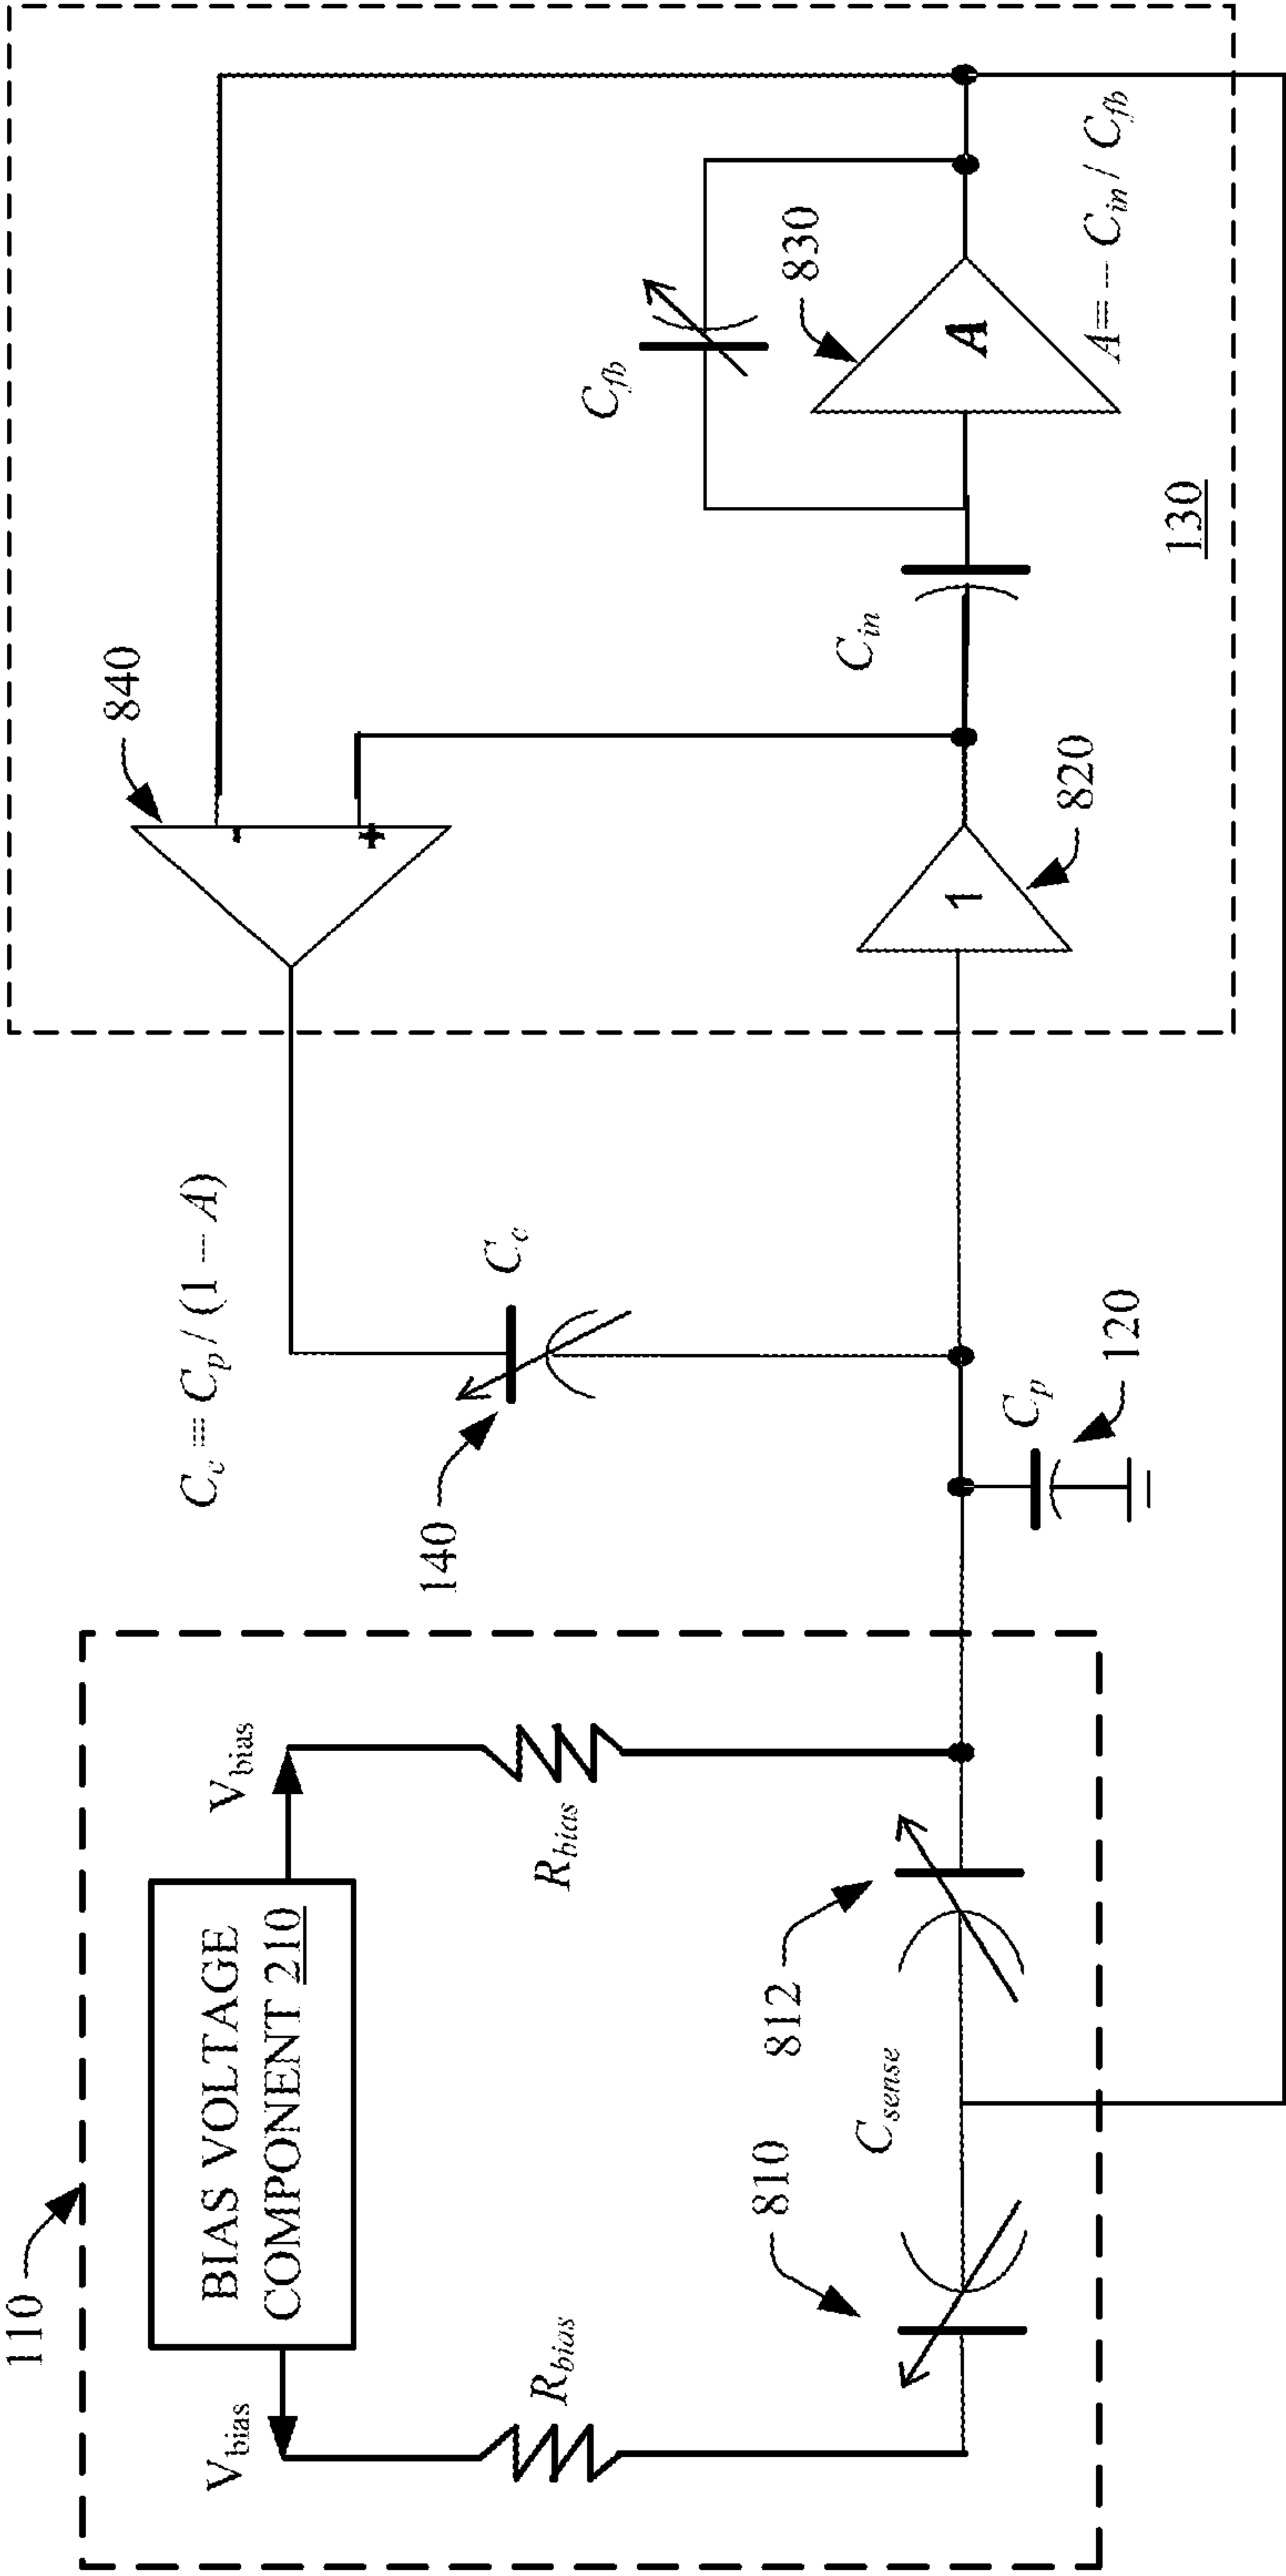 110
840
V_bias
BIAS VOLTAGE
COMPONENT 210
V_bias
C_c = C_p / (1 − A)
-
+
140
C_c
R_bias
R_bias
C_fb
810
812
830
C_in
C_sense
1
A
C_p
820
A = − C_in / C_fb
120
130